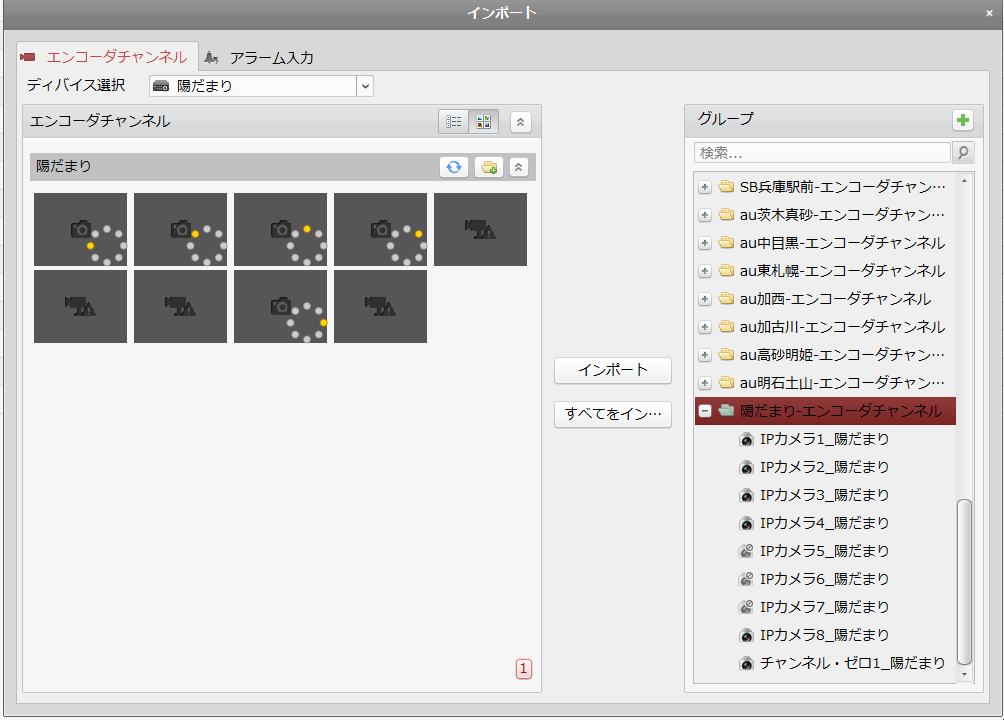 インポート
エンコーダチャンネル
アラーム入力
ディバイス選択
陽だまり
エンコーダチャンネル
陽だまり
1
インポート
すべてをイン…
グループ
検索...
SB兵庫駅前-エンコーダチャン…
au茨木真砂-エンコーダチャン…
au中目黒-エンコーダチャンネル
au東札幌-エンコーダチャンネル
au加西-エンコーダチャンネル
au加古川-エンコーダチャンネル
au高砂明姫-エンコーダチャン…
au明石土山-エンコーダチャン…
陽だまり-エンコーダチャンネル
IPカメラ1_陽だまり
IPカメラ2_陽だまり
IPカメラ3_陽だまり
IPカメラ4_陽だまり
IPカメラ5_陽だまり
IPカメラ6_陽だまり
IPカメラ7_陽だまり
IPカメラ8_陽だまり
チャンネル・ゼロ1_陽だまり